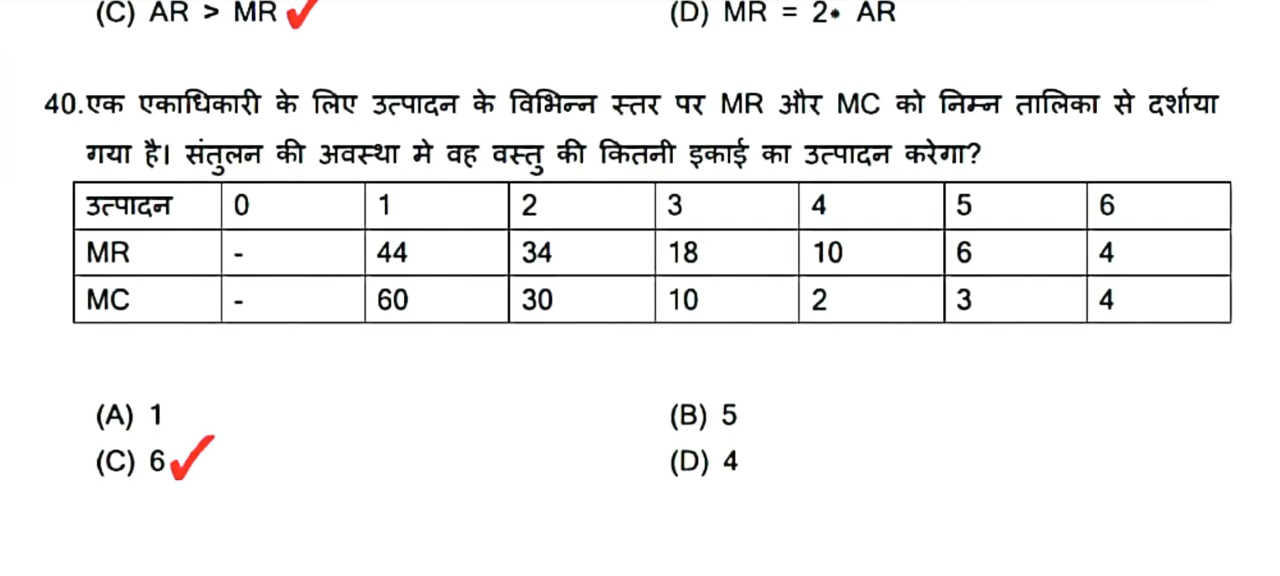 (C) AR > MR (D) MR = 2• AR
40.एक एकाधिकारी के लिए उत्पादन के विभिन्न स्तर पर MR और MC को निम्न तालिका से दर्शाया
गया है। संतुलन की अवस्था मे वह वस्तु की कितनी इकाई का उत्पादन करेगा?
उत्पादन 0 1 2 3 4 5 6
MR - 44 34 18 10 6 4
MC - 60 30 10 2 3 4
(A) 1 (B) 5
(C) 6 (D) 4